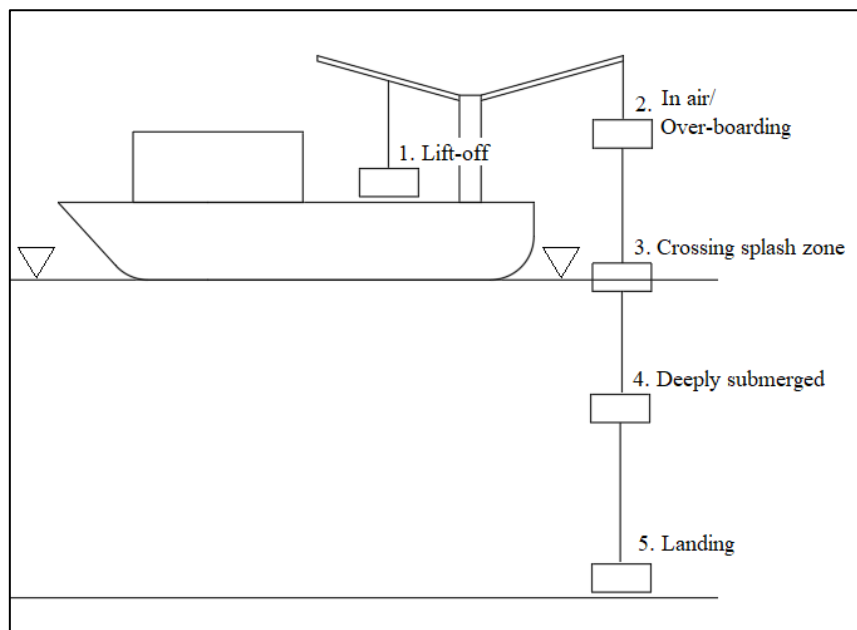 2. In air/
Over-boarding
1. Lift-off
3. Crossing splash zone
4. Deeply submerged
5. Landing